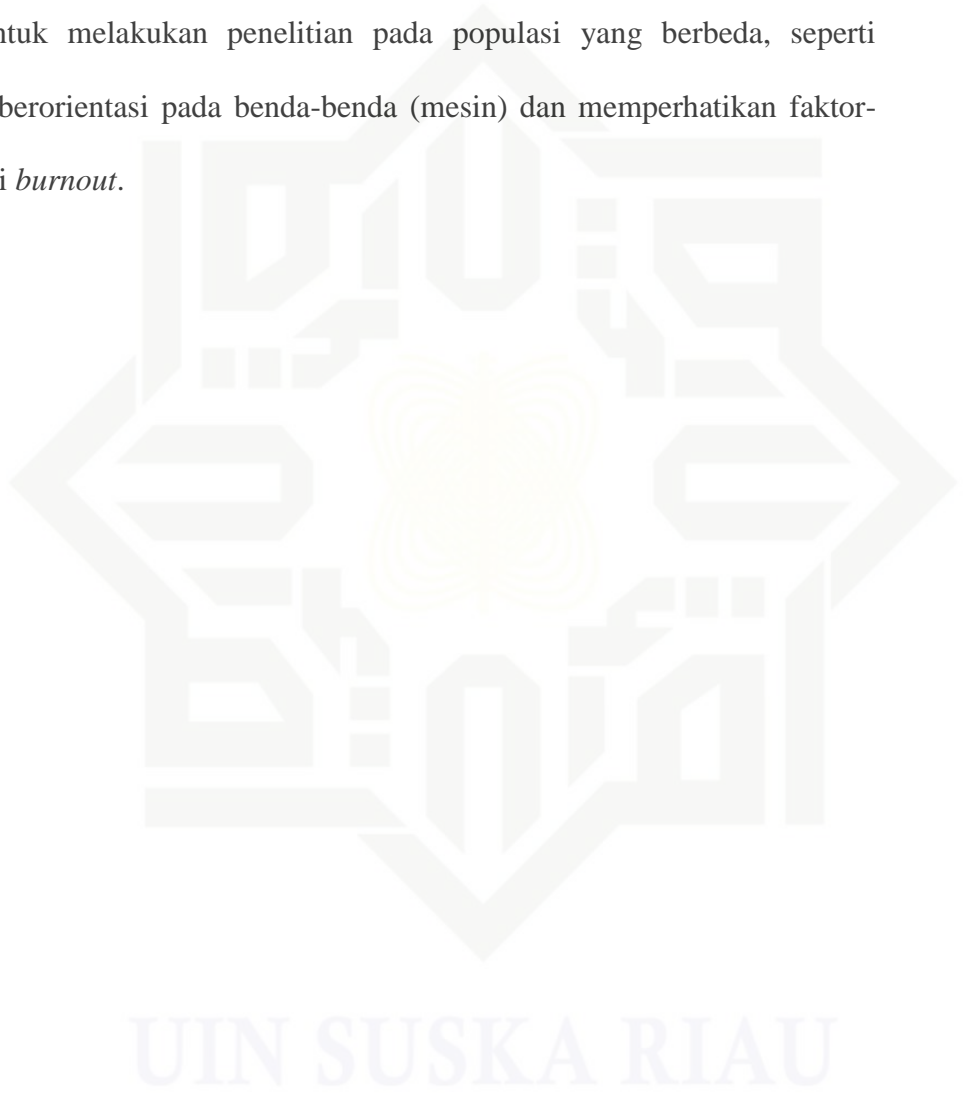 ntuk melakukan penelitian pada populasi yang berbeda, seperti
berorientasi pada benda-benda (mesin) dan memperhatikan faktor-
i burnout.
UIN SUSKA RIAU